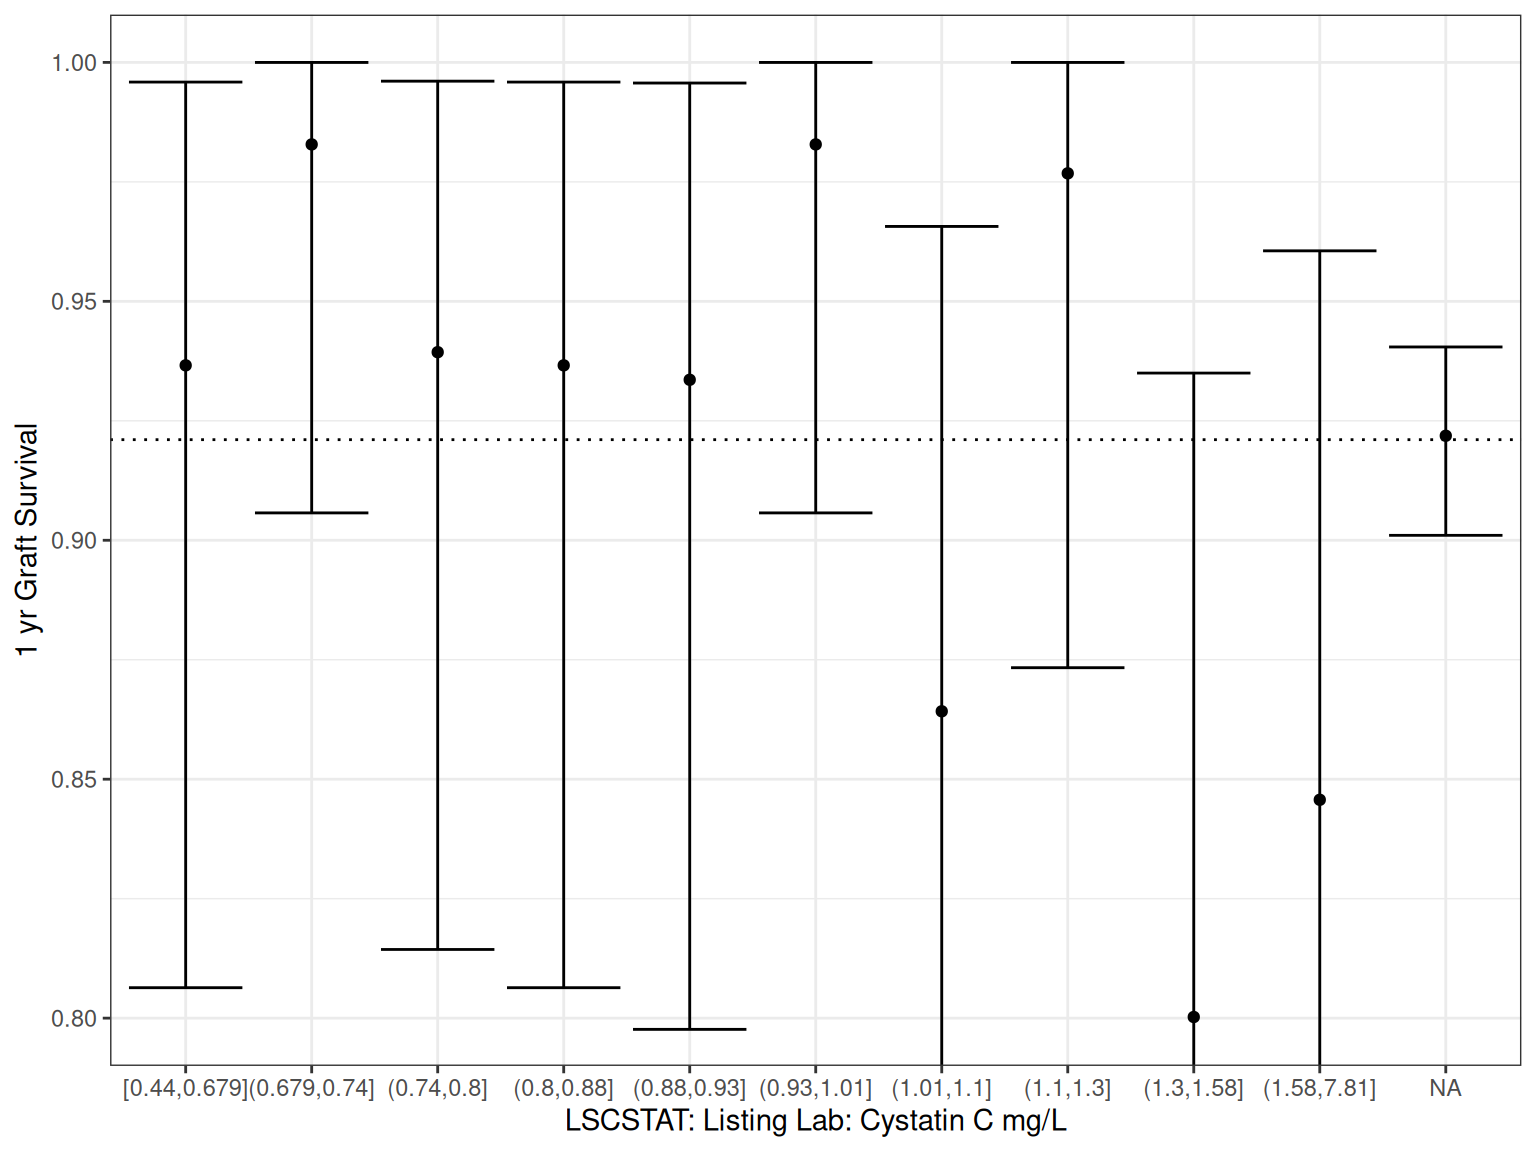 1 yr Graft Survival
1.00
0.95
0.90
0.85
0.80
[0.44,0.679] (0.679,0.74] (0.74,0.8] (0.8,0.88] (0.88,0.93] (0.93,1.01] (1.01,1.1] (1.1,1.3] (1.3,1.58] (1.58,7.81] NA
LSCSTAT: Listing Lab: Cystatin C mg/L